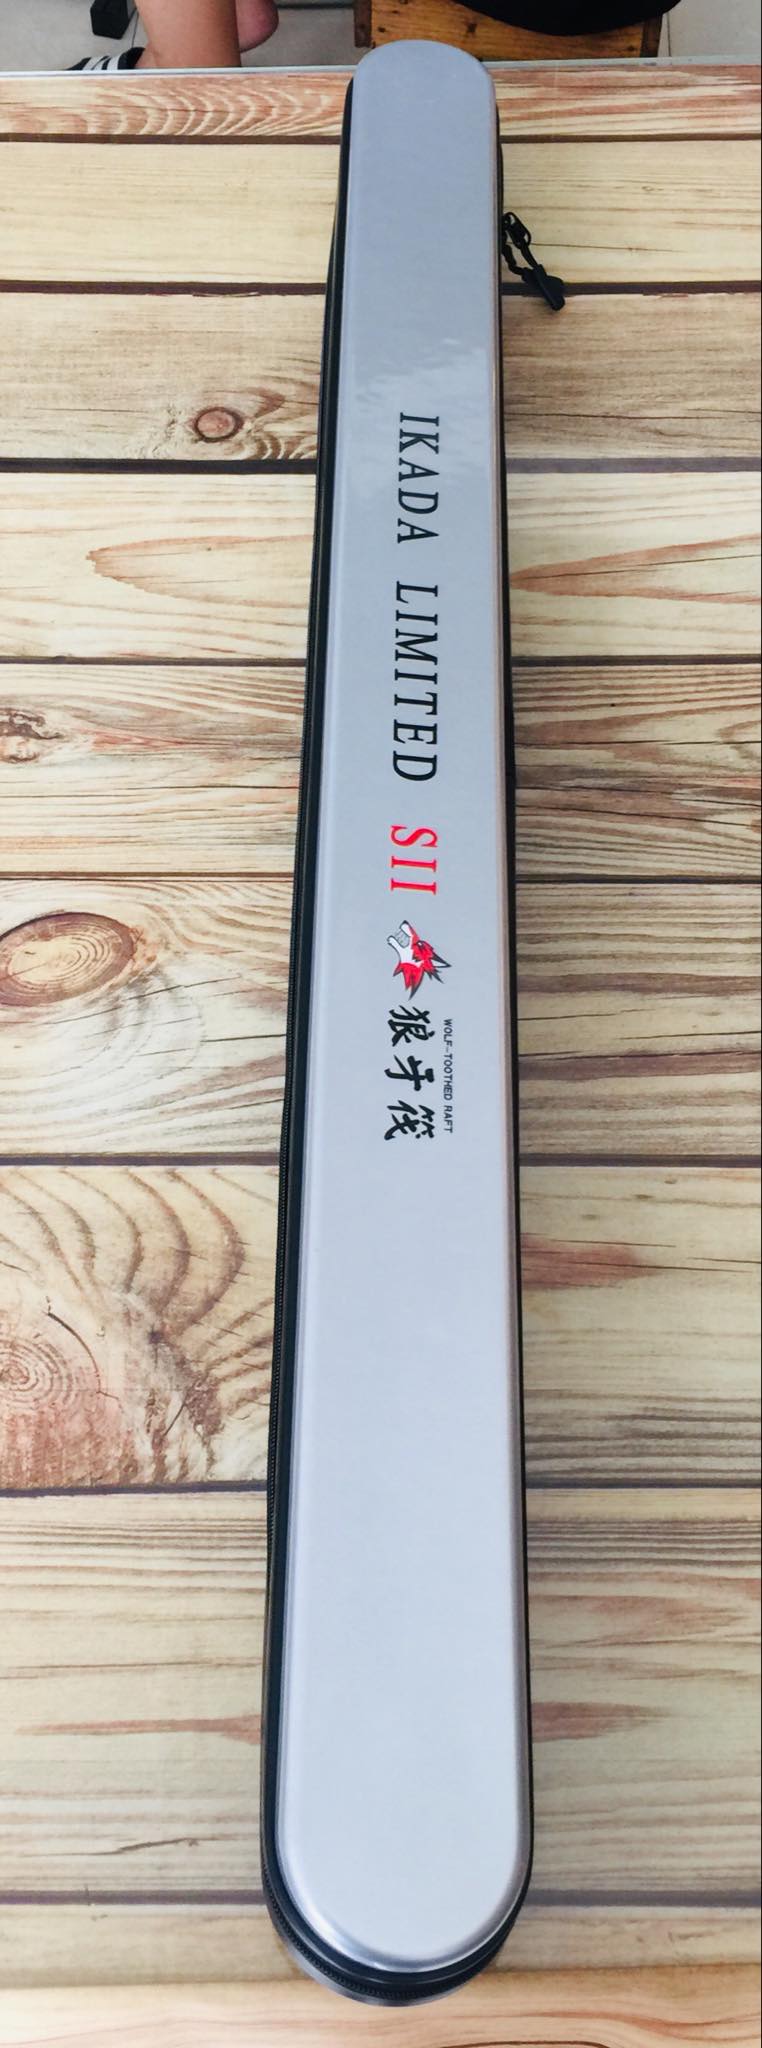 IKADA LIMITED SII
WOLF-TOOTHED RAFT
狼牙筏